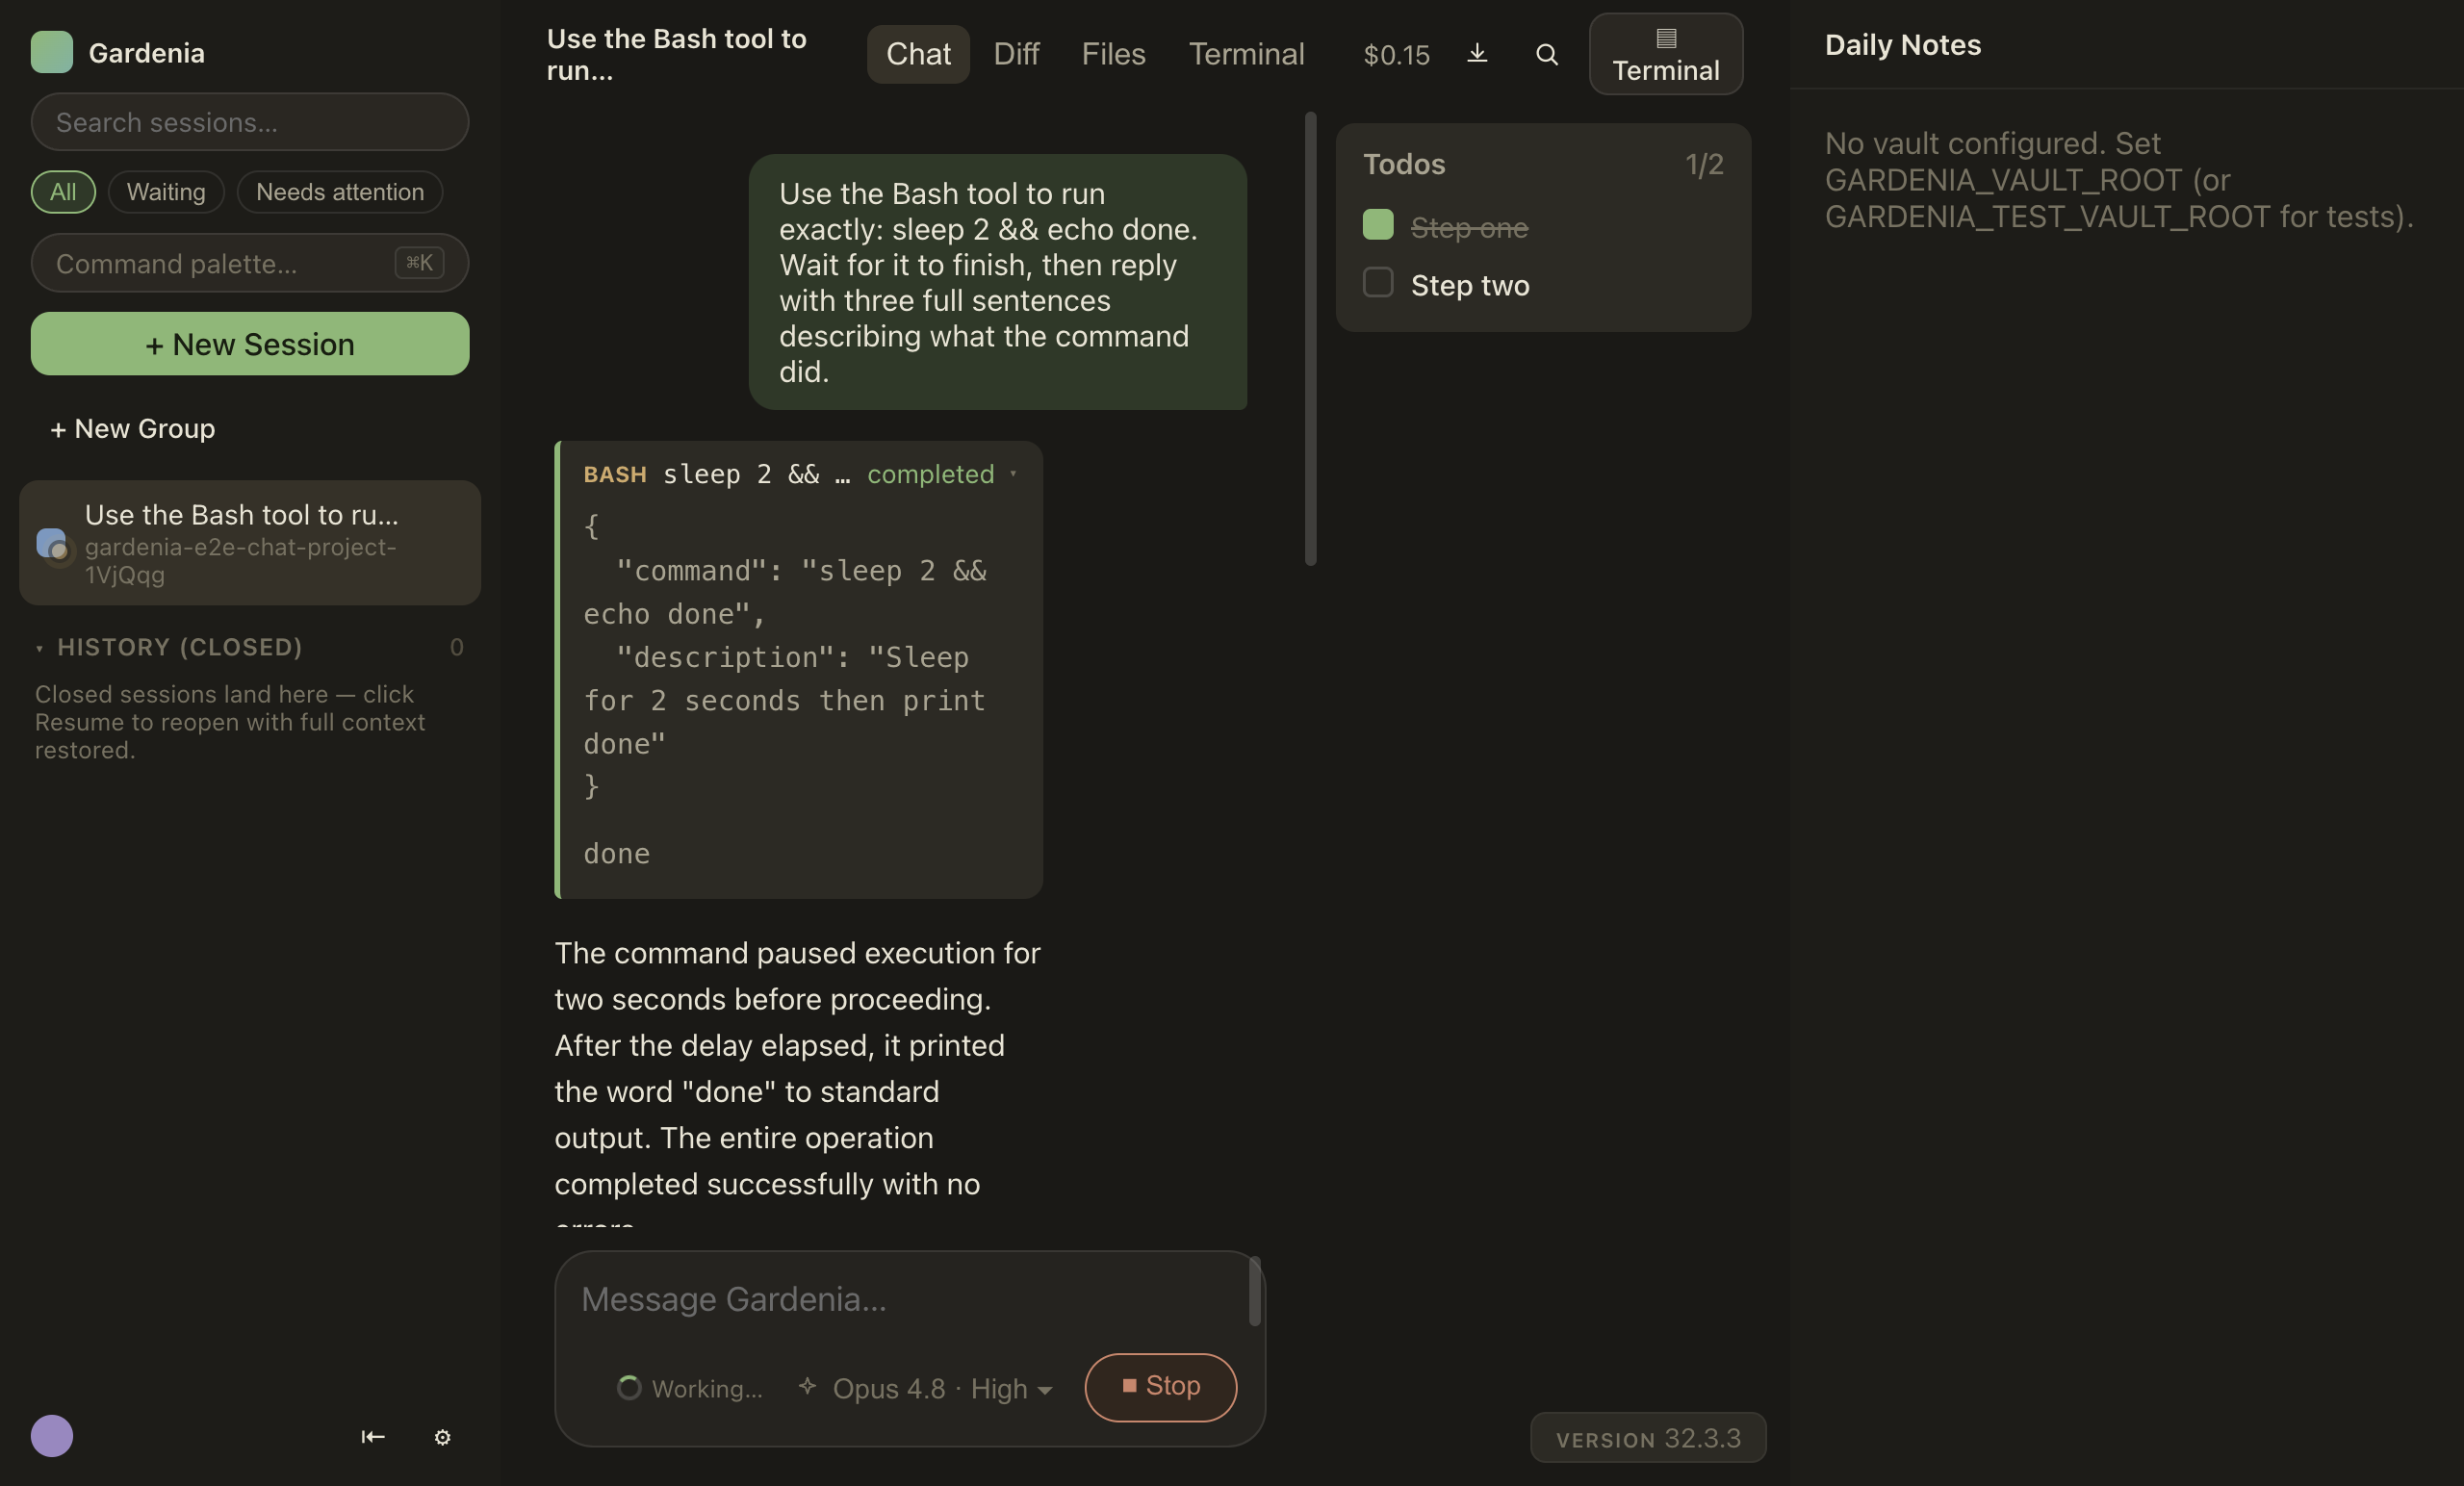 Gardenia
Search sessions...
All
Waiting
Needs attention
Command palette...
⌘K
+ New Session
+ New Group
Use the Bash tool to ru...
gardenia-e2e-chat-project-
1VjQqg
HISTORY (CLOSED)
0
Closed sessions land here — click
Resume to reopen with full context
restored.
Use the Bash tool to
run...
Chat
Diff
Files
Terminal
$0.15
Terminal
Use the Bash tool to run
exactly: sleep 2 && echo done.
Wait for it to finish, then reply
with three full sentences
describing what the command
did.
BASH sleep 2 && … completed
{
"command": "sleep 2 &&
echo done",
"description": "Sleep
for 2 seconds then print
done"
}
done
The command paused execution for
two seconds before proceeding.
After the delay elapsed, it printed
the word "done" to standard
output. The entire operation
completed successfully with no
Message Gardenia...
Working...
Opus 4.8 · High
Stop
Todos
1/2
Step one
Step two
VERSION 32.3.3
Daily Notes
No vault configured. Set
GARDENIA_VAULT_ROOT (or
GARDENIA_TEST_VAULT_ROOT for tests).